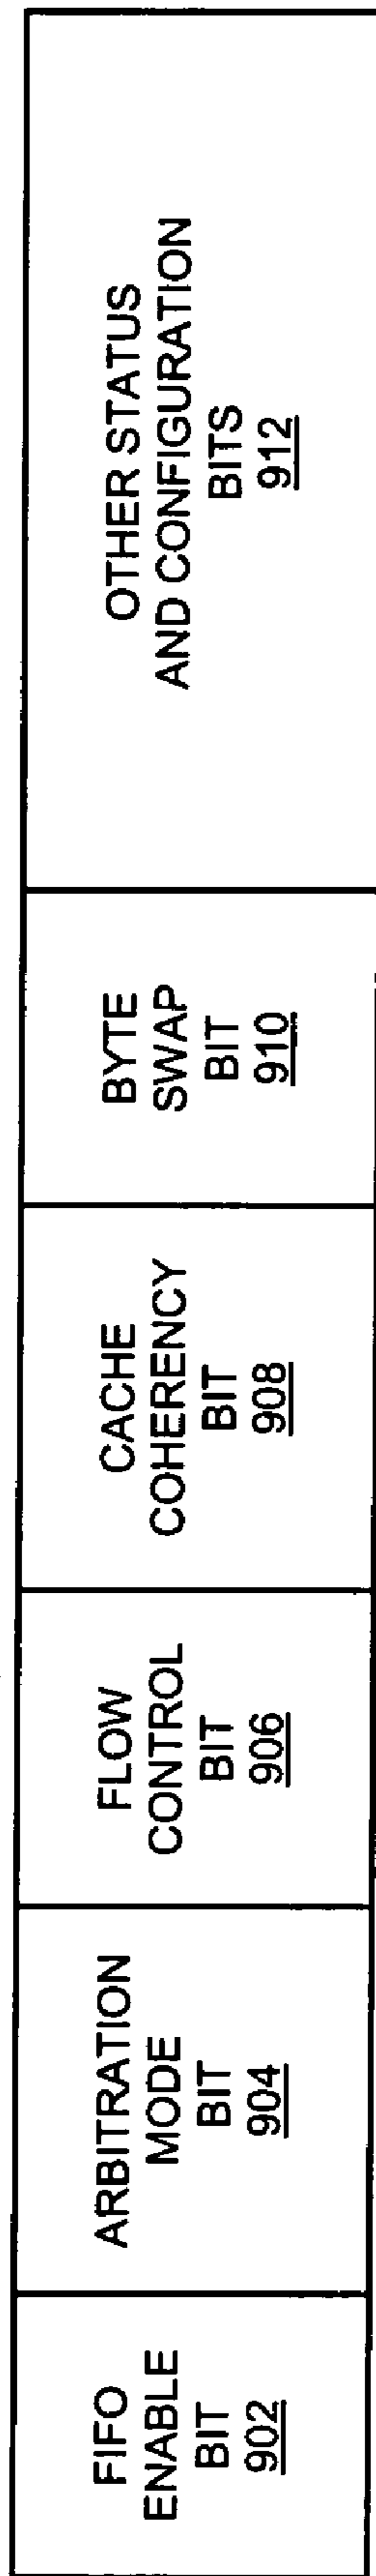 FIFO
ENABLE
BIT
902
ARBITRATION
MODE
BIT
904
FLOW
CONTROL
BIT
906
CACHE
COHERENCY
BIT
908
BYTE
SWAP
BIT
910
OTHER STATUS
AND CONFIGURATION
BITS
912